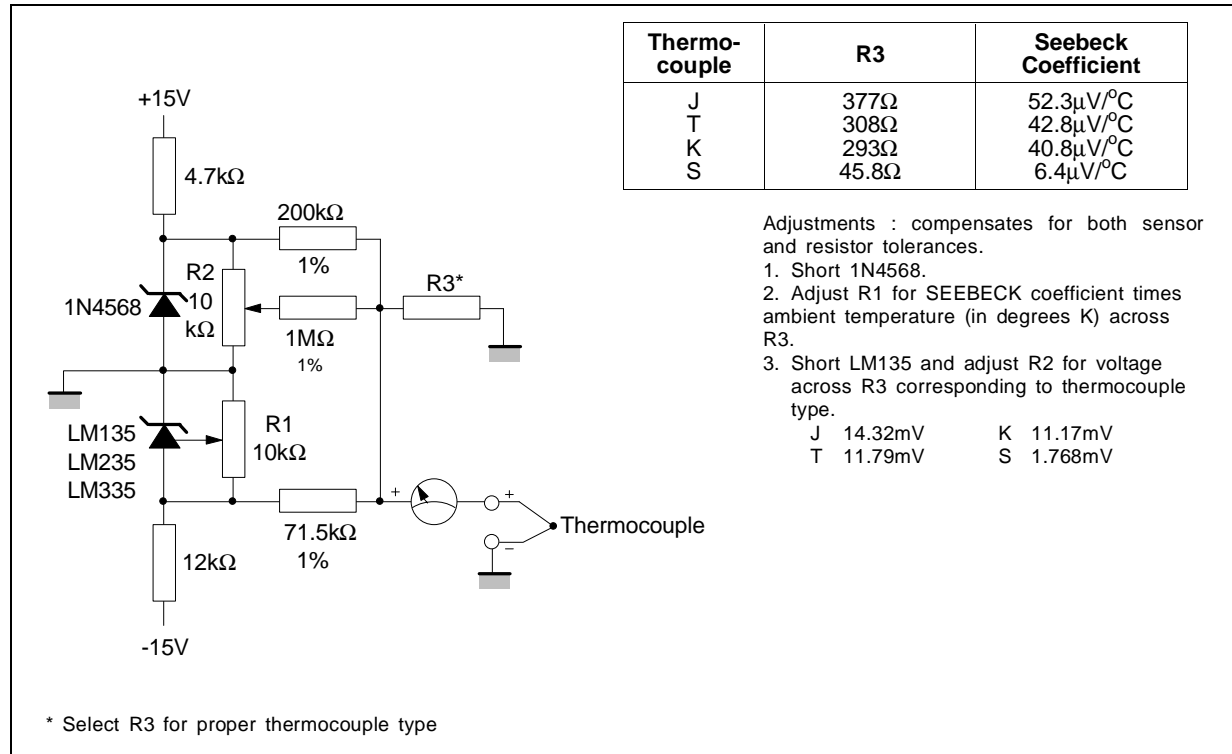 +15V
4.7kΩ
200kΩ
1%
R2
10
kΩ
1N4568
1MΩ
1%
R3*
LM135
LM235
LM335
R1
10kΩ
71.5kΩ
1%
+
+
–
Thermocouple
12kΩ
-15V
* Select R3 for proper thermocouple type
Thermo-
couple R3 Seebeck
Coefficient
J 377Ω 52.3μV/°C
T 308Ω 42.8μV/°C
K 293Ω 40.8μV/°C
S 45.8Ω 6.4μV/°C
Adjustments : compensates for both sensor
and resistor tolerances.
1. Short 1N4568.
2. Adjust R1 for SEEBECK coefficient times
ambient temperature (in degrees K) across
R3.
3. Short LM135 and adjust R2 for voltage
across R3 corresponding to thermocouple
type.
J 14.32mV K 11.17mV
T 11.79mV S 1.768mV